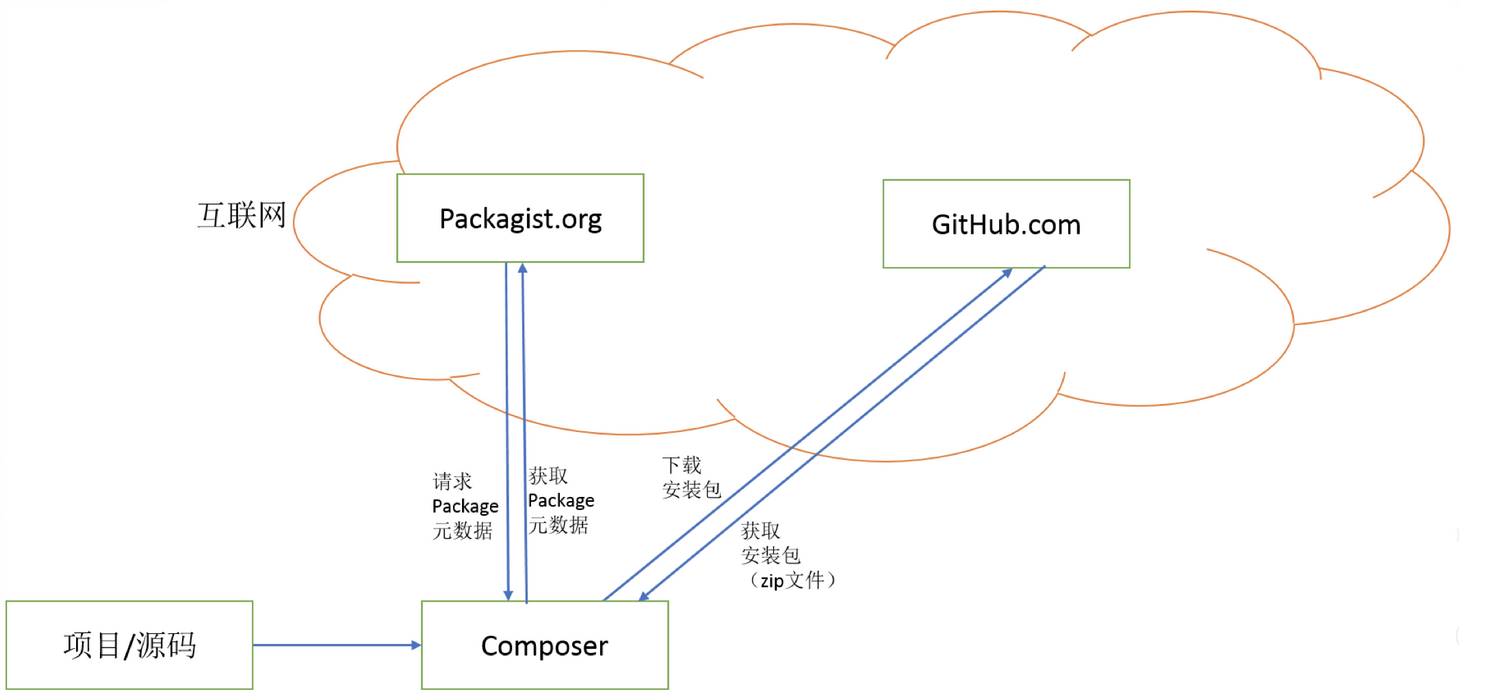 Packagist.org
GitHub.com
互联网
请求
Package
元数据
获取
Package
元数据
下载
安装包
获取
安装包
（zip文件）
项目/源码
Composer